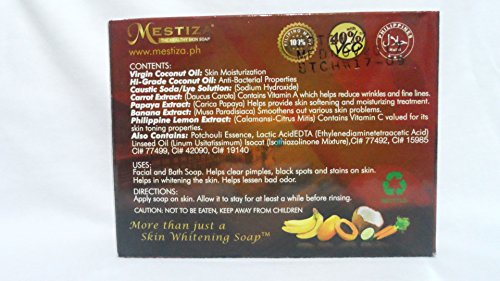 MESTIZ
THE HEALTHY SKIN SOAP
www.mestiza.ph
40%
VCO
PHILIPPINES
حلال
CONTENTS:
Virgin Coconut Oil: Skin Moisturization
Hi-Grade Coconut Oil: Anti-Bacterial Properties
Caustic Soda/Lye Solution: (Sodium Hydroxide)
Carrot Extract: (Daucus Carota) Contains Vitamin A which helps reduce wrinkles and fine lines.
Papaya Extract: (Carica Papaya) Helps provide skin softening and moisturizing treatment.
Banana Extract: (Musa Paradisiaca) Smoothens and softens skin.
Philippine Lemon Extract: (Calamansi-Citrus Mitis) Contains Vitamin C valued for its
skin toning properties.
Also Contains: Potchouli Essence, Lactic AcidEDTA (Ethylenediaminetetraacetic Acid)
Linseed Oil (Linum Usitatissimum) Isocat (Isothiazolinone Mixture),CI# 77492, CI# 15985
CI# 77499, CI# 42090, CI# 19140
USES:
Facial and Bath Soap. Helps clear pimples, black spots and stains on skin.
Helps in whitening the skin. Helps lessen bad odor.
DIRECTIONS:
Apply soap on skin. Allow it to stay for at least a while before rinsing.
CAUTION: NOT TO BE EATEN, KEEP AWAY FROM CHILDREN
More than just a
Skin Whitening Soap™